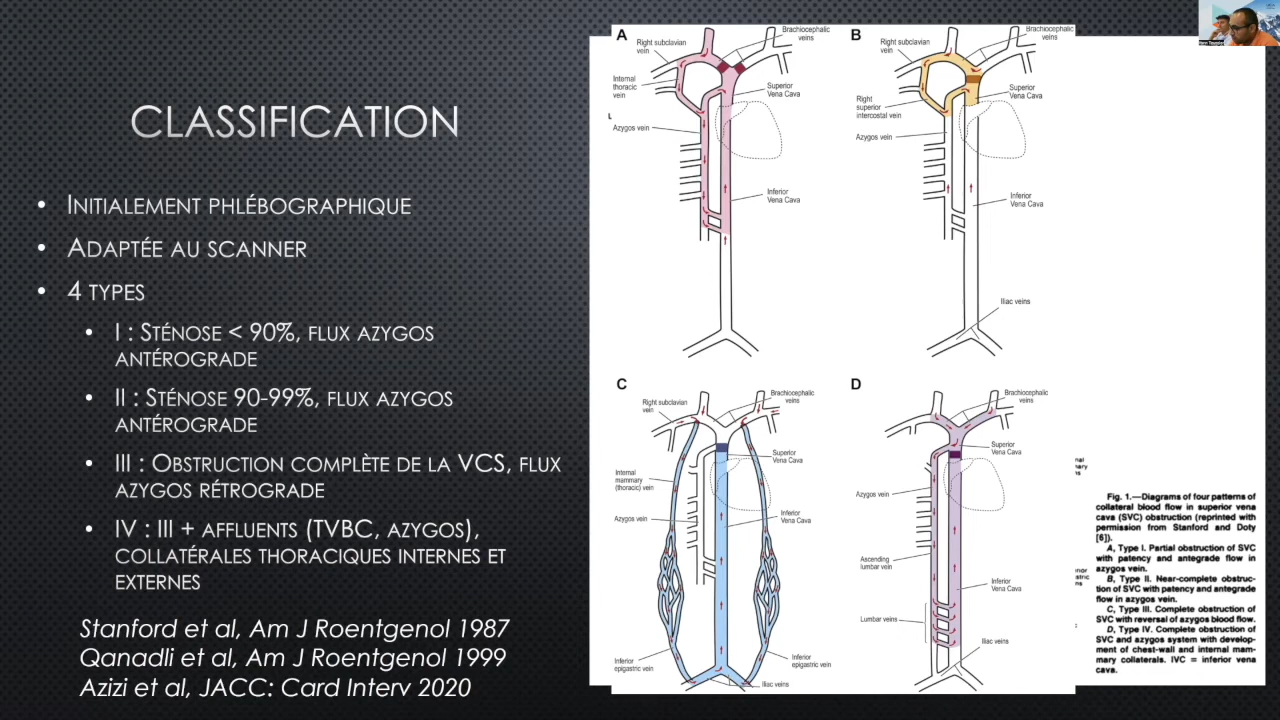 CLASSIFICATION
• INITIALEMENT PHLÉBOGRAPHIQUE
• ADAPTÉE AU SCANNER
• 4 TYPES
• I : STÉNOSE < 90%, FLUX AZYGOS
ANTÉROGRADE
• II : STÉNOSE 90-99%, FLUX AZYGOS
ANTÉROGRADE
• III : OBSTRUCTION COMPLÈTE DE LA VCS, FLUX
AZYGOS RÉTROGRADE
IV : III + AFFLUENTS (TVBC, AZYGOS),
COLLATÉRALES THORACIQUES INTERNES ET
EXTERNES
Stanford et al, Am J Roentgenol 1987
Qanadli et al, Am J Roentgenol 1999
Azizi et al, JACC: Card Interv 2020
A
Brachiocephalic
veins
Right subclavian
vein
Internal
thoracic
vein
Superior
Vena Cava
Azygos vein
Inferior
Vena Cava
B
Brachiocephalic
veins
Right subclavian
vein
Superior
Vena Cava
Right
superior
intercostal vein
Azygos vein
Inferior
Vena Cava
Iliac veins
C
Brachiocephalic
veins
Right subclavian
vein
Superior
Vena Cava
Internal
mammary
(thoracic) vein
Azygos vein
Inferior
Vena Cava
Inferior
epigastric vein
Inferior
epigastric vein
Iliac veins
D
Brachiocephalic
veins
Superior
Vena Cava
Azygos vein
Ascending
lumbar vein
Inferior
Vena Cava
Lumbar veins
Iliac veins
Fig. 1.—Diagrams of four patterns of
collateral blood flow in superior vena
cava (SVC) obstruction (reprinted with
permission from Stanford and Doty
[6]).
A, Type I. Partial obstruction of SVC
with patency and antegrade flow in
azygos vein.
B, Type II. Near-complete obstruc-
tion of SVC with patency and antegrade
flow in azygos vein.
C, Type III. Complete obstruction of
SVC with reversal of azygos blood flow.
D, Type IV. Complete obstruction of
SVC and azygos system with develop-
ment of chest-wall and internal mam-
mary collaterals. IVC = inferior vena
cava.